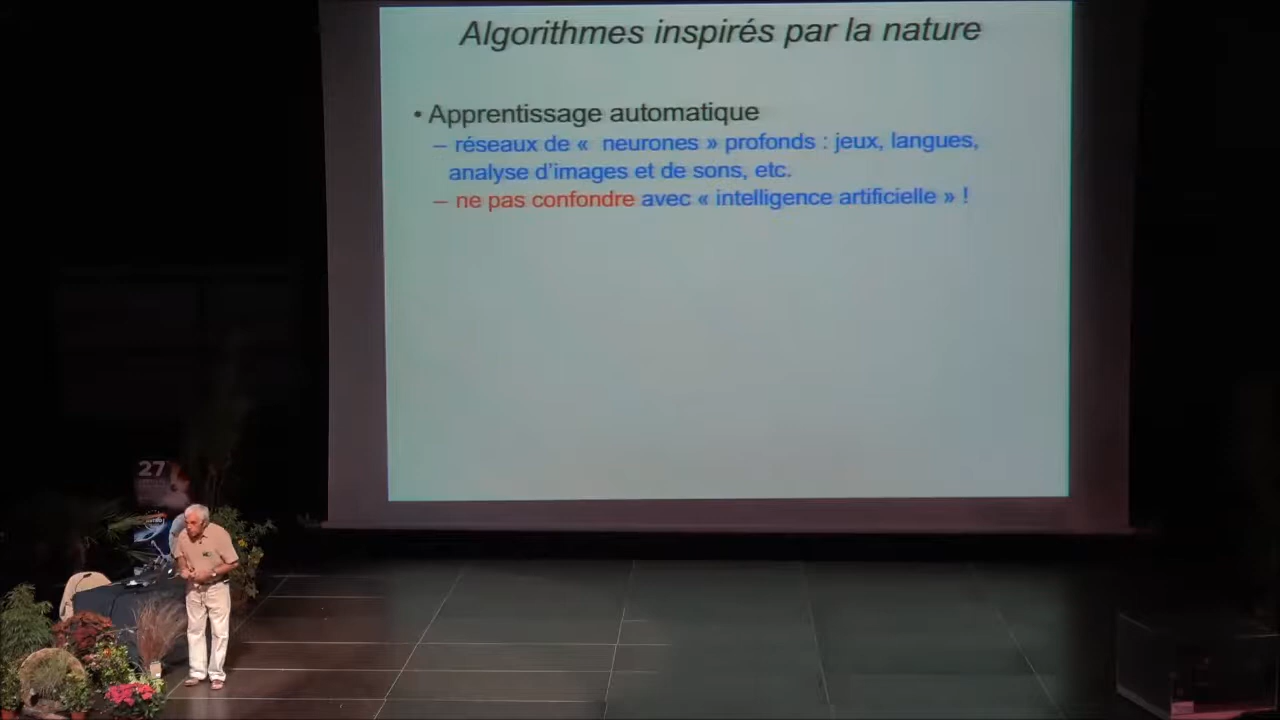 Algorithmes inspirés par la nature
• Apprentissage automatique
– réseaux de «  neurones » profonds : jeux, langues,
analyse d'images et de sons, etc.
– ne pas confondre avec « intelligence artificielle » !
27